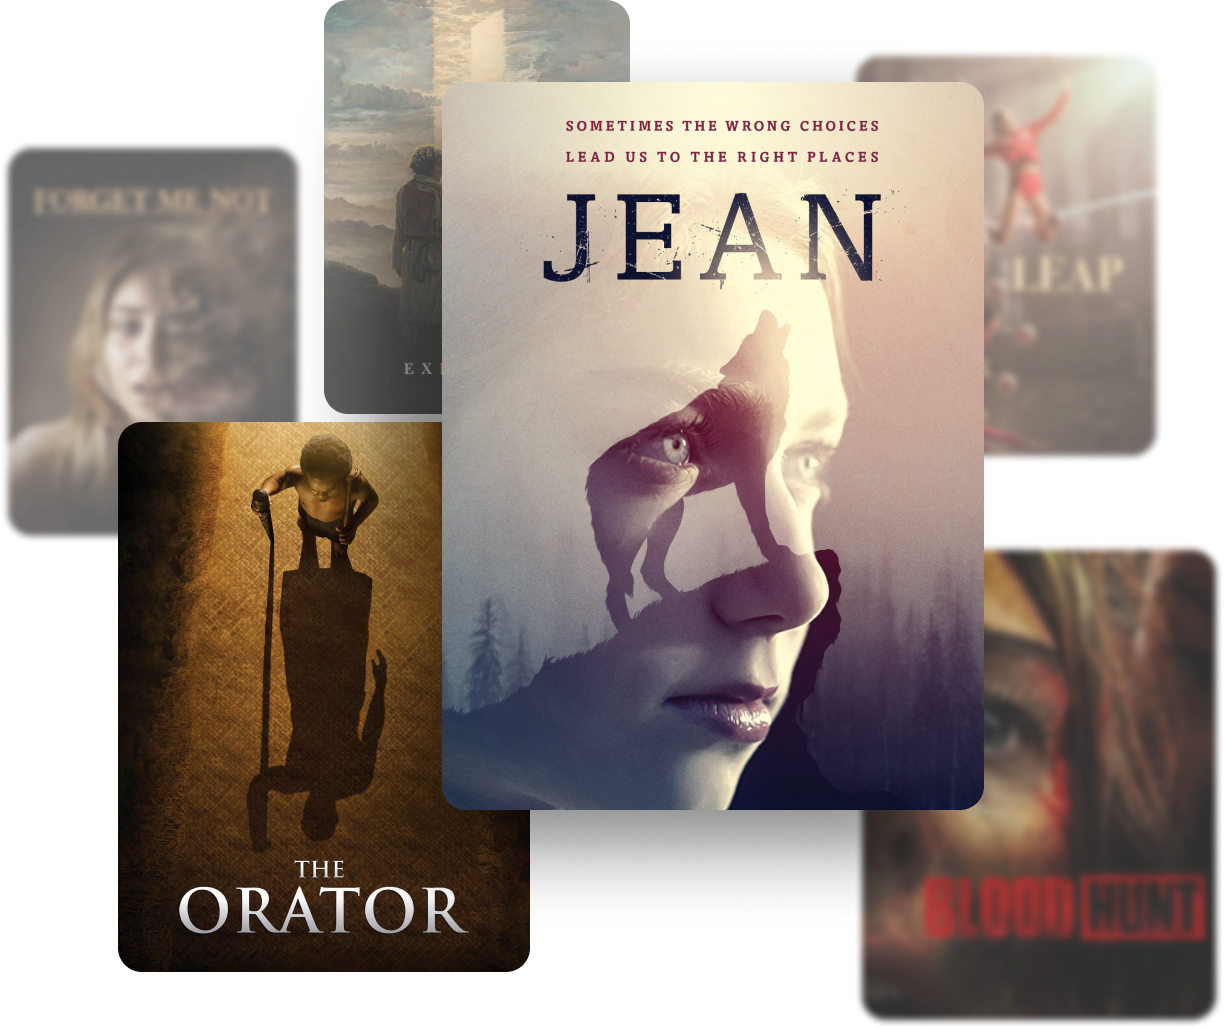 FORGET ME NOT
SOMETIMES THE WRONG CHOICES
LEAD US TO THE RIGHT PLACES
JEAN
LEAP
THE
ORATOR
BLOOD HUNT